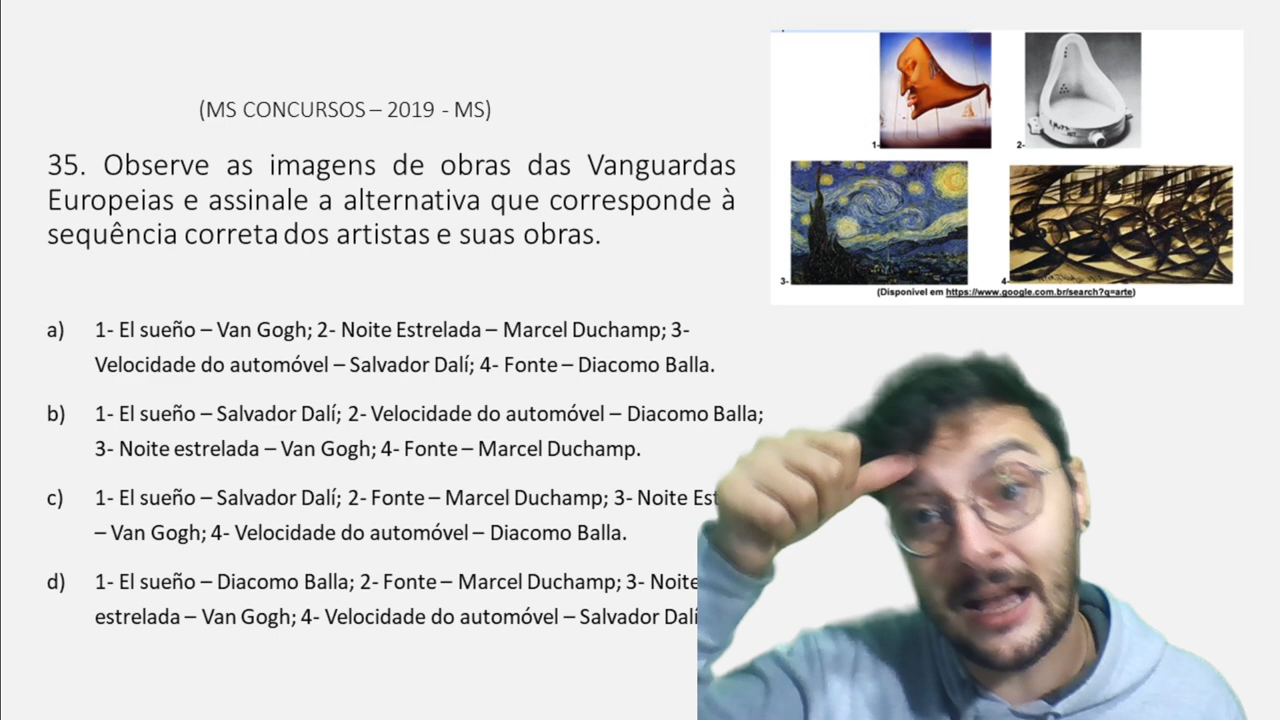 (MS CONCURSOS – 2019 - MS)
35. Observe as imagens de obras das Vanguardas
Europeias e assinale a alternativa que corresponde à
sequência correta dos artistas e suas obras.
a) 1- El sueño – Van Gogh; 2- Noite Estrelada – Marcel Duchamp; 3-
Velocidade do automóvel – Salvador Dalí; 4- Fonte – Diacomo Balla.
b) 1- El sueño – Salvador Dalí; 2- Velocidade do automóvel – Diacomo Balla;
3- Noite estrelada – Van Gogh; 4- Fonte – Marcel Duchamp.
c) 1- El sueño – Salvador Dalí; 2- Fonte – Marcel Duchamp; 3- Noite Est
– Van Gogh; 4- Velocidade do automóvel – Diacomo Balla.
d) 1- El sueño – Diacomo Balla; 2- Fonte – Marcel Duchamp; 3- Noite
estrelada – Van Gogh; 4- Velocidade do automóvel – Salvador Dalí
1-
2-
3-
4-
(Disponível em https://www.google.com.br/search?q=arte)